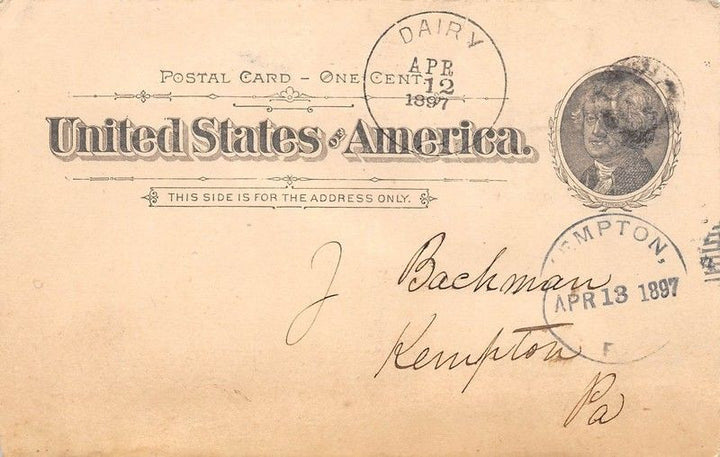 DAIRY
APR
12
1897
POSTAL CARD - ONE CENT.
United States of America.
THIS SIDE IS FOR THE ADDRESS ONLY.
KEMPTON,
APR 13 1897
P
J Bachman
Kempton
Pa